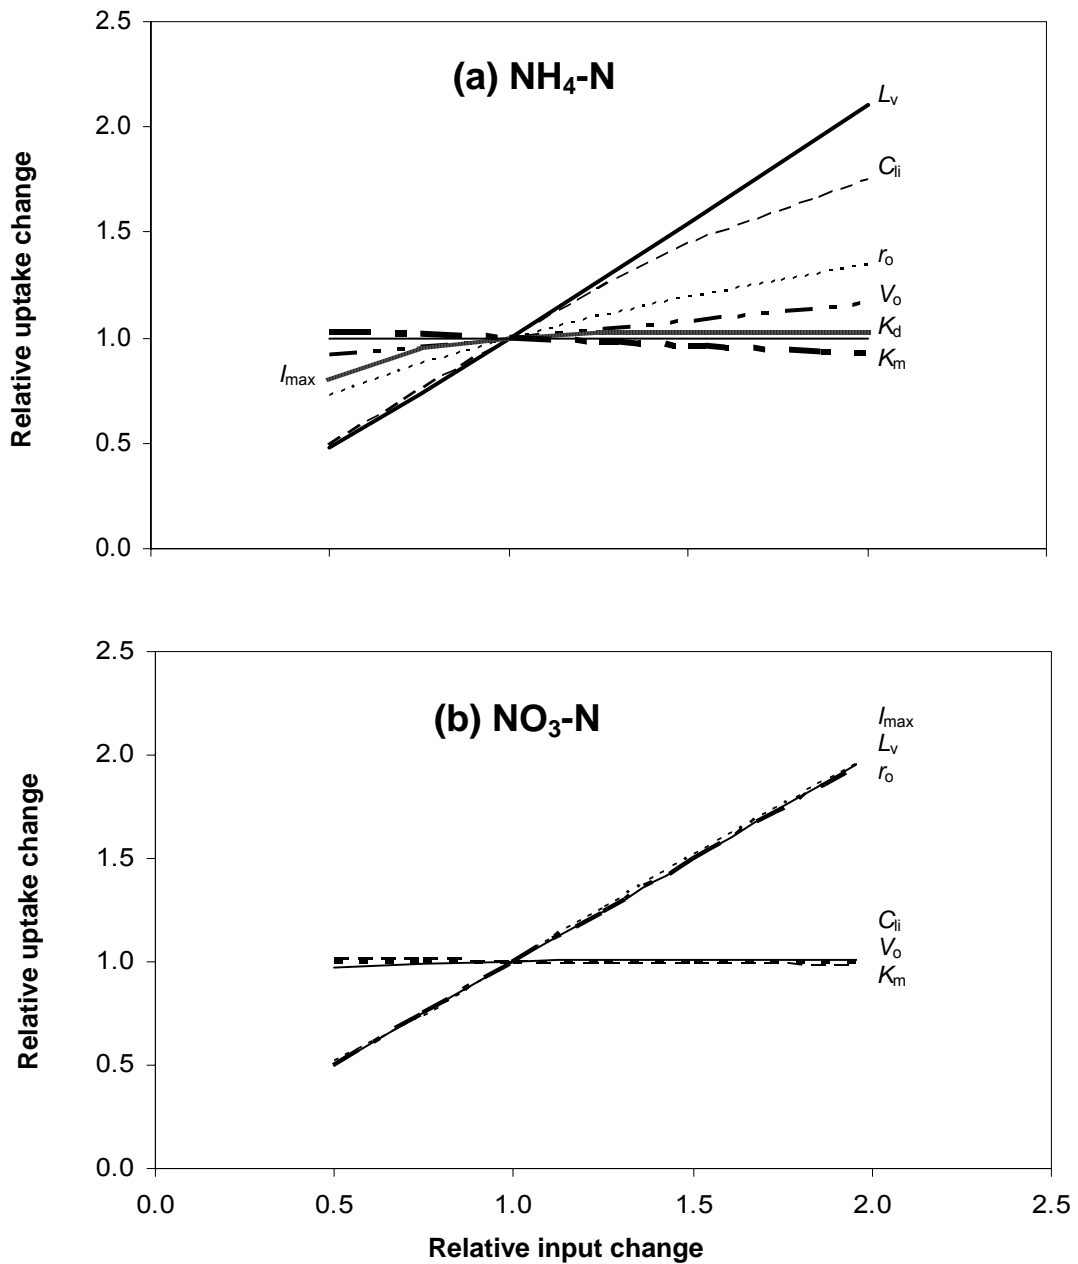 2.5
(a) NH₄-N
Lv
2.0
Cli
1.5
ro
Vo
1.0
Kd
Km
Imax
0.5
0.0
Relative uptake change
2.5
(b) NO₃-N
Imax
Lv
2.0
ro
1.5
Cli
Vo
1.0
Km
0.5
0.0
Relative uptake change
0.0 0.5 1.0 1.5 2.0 2.5
Relative input change